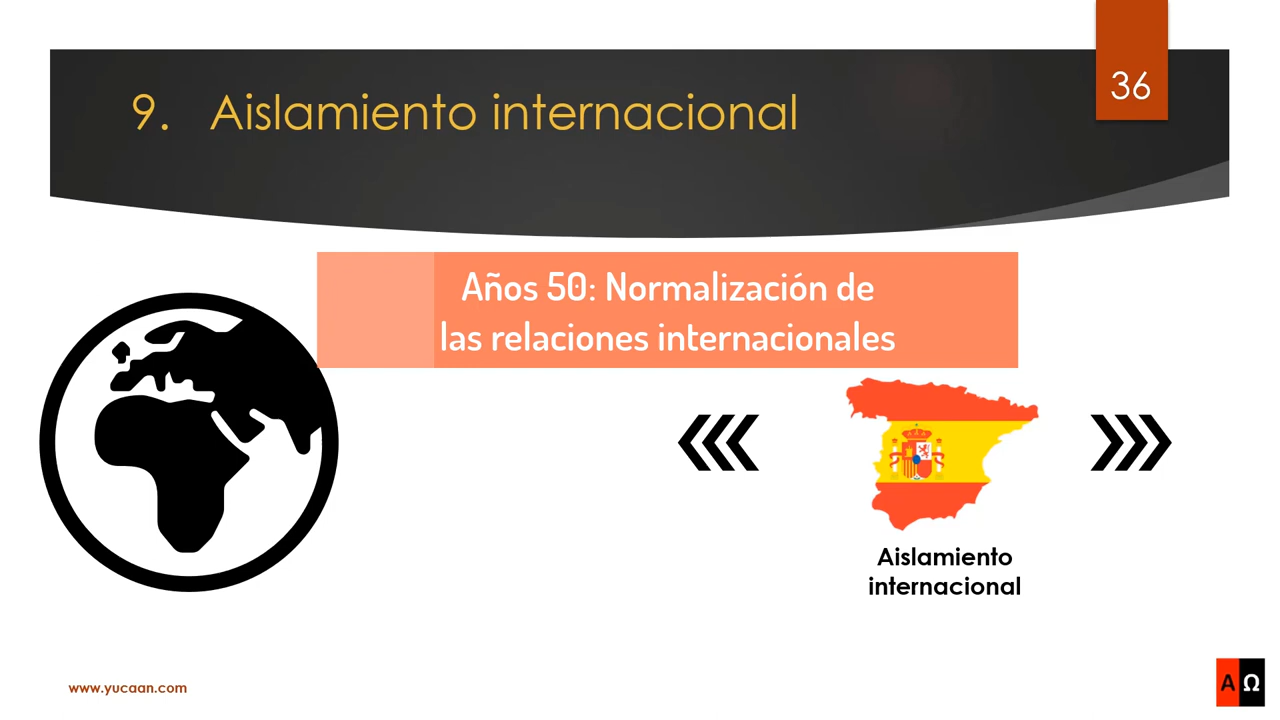 36
9. Aislamiento internacional
Años 50: Normalización de
las relaciones internacionales
Aislamiento
internacional
www.yucaan.com
A Ω